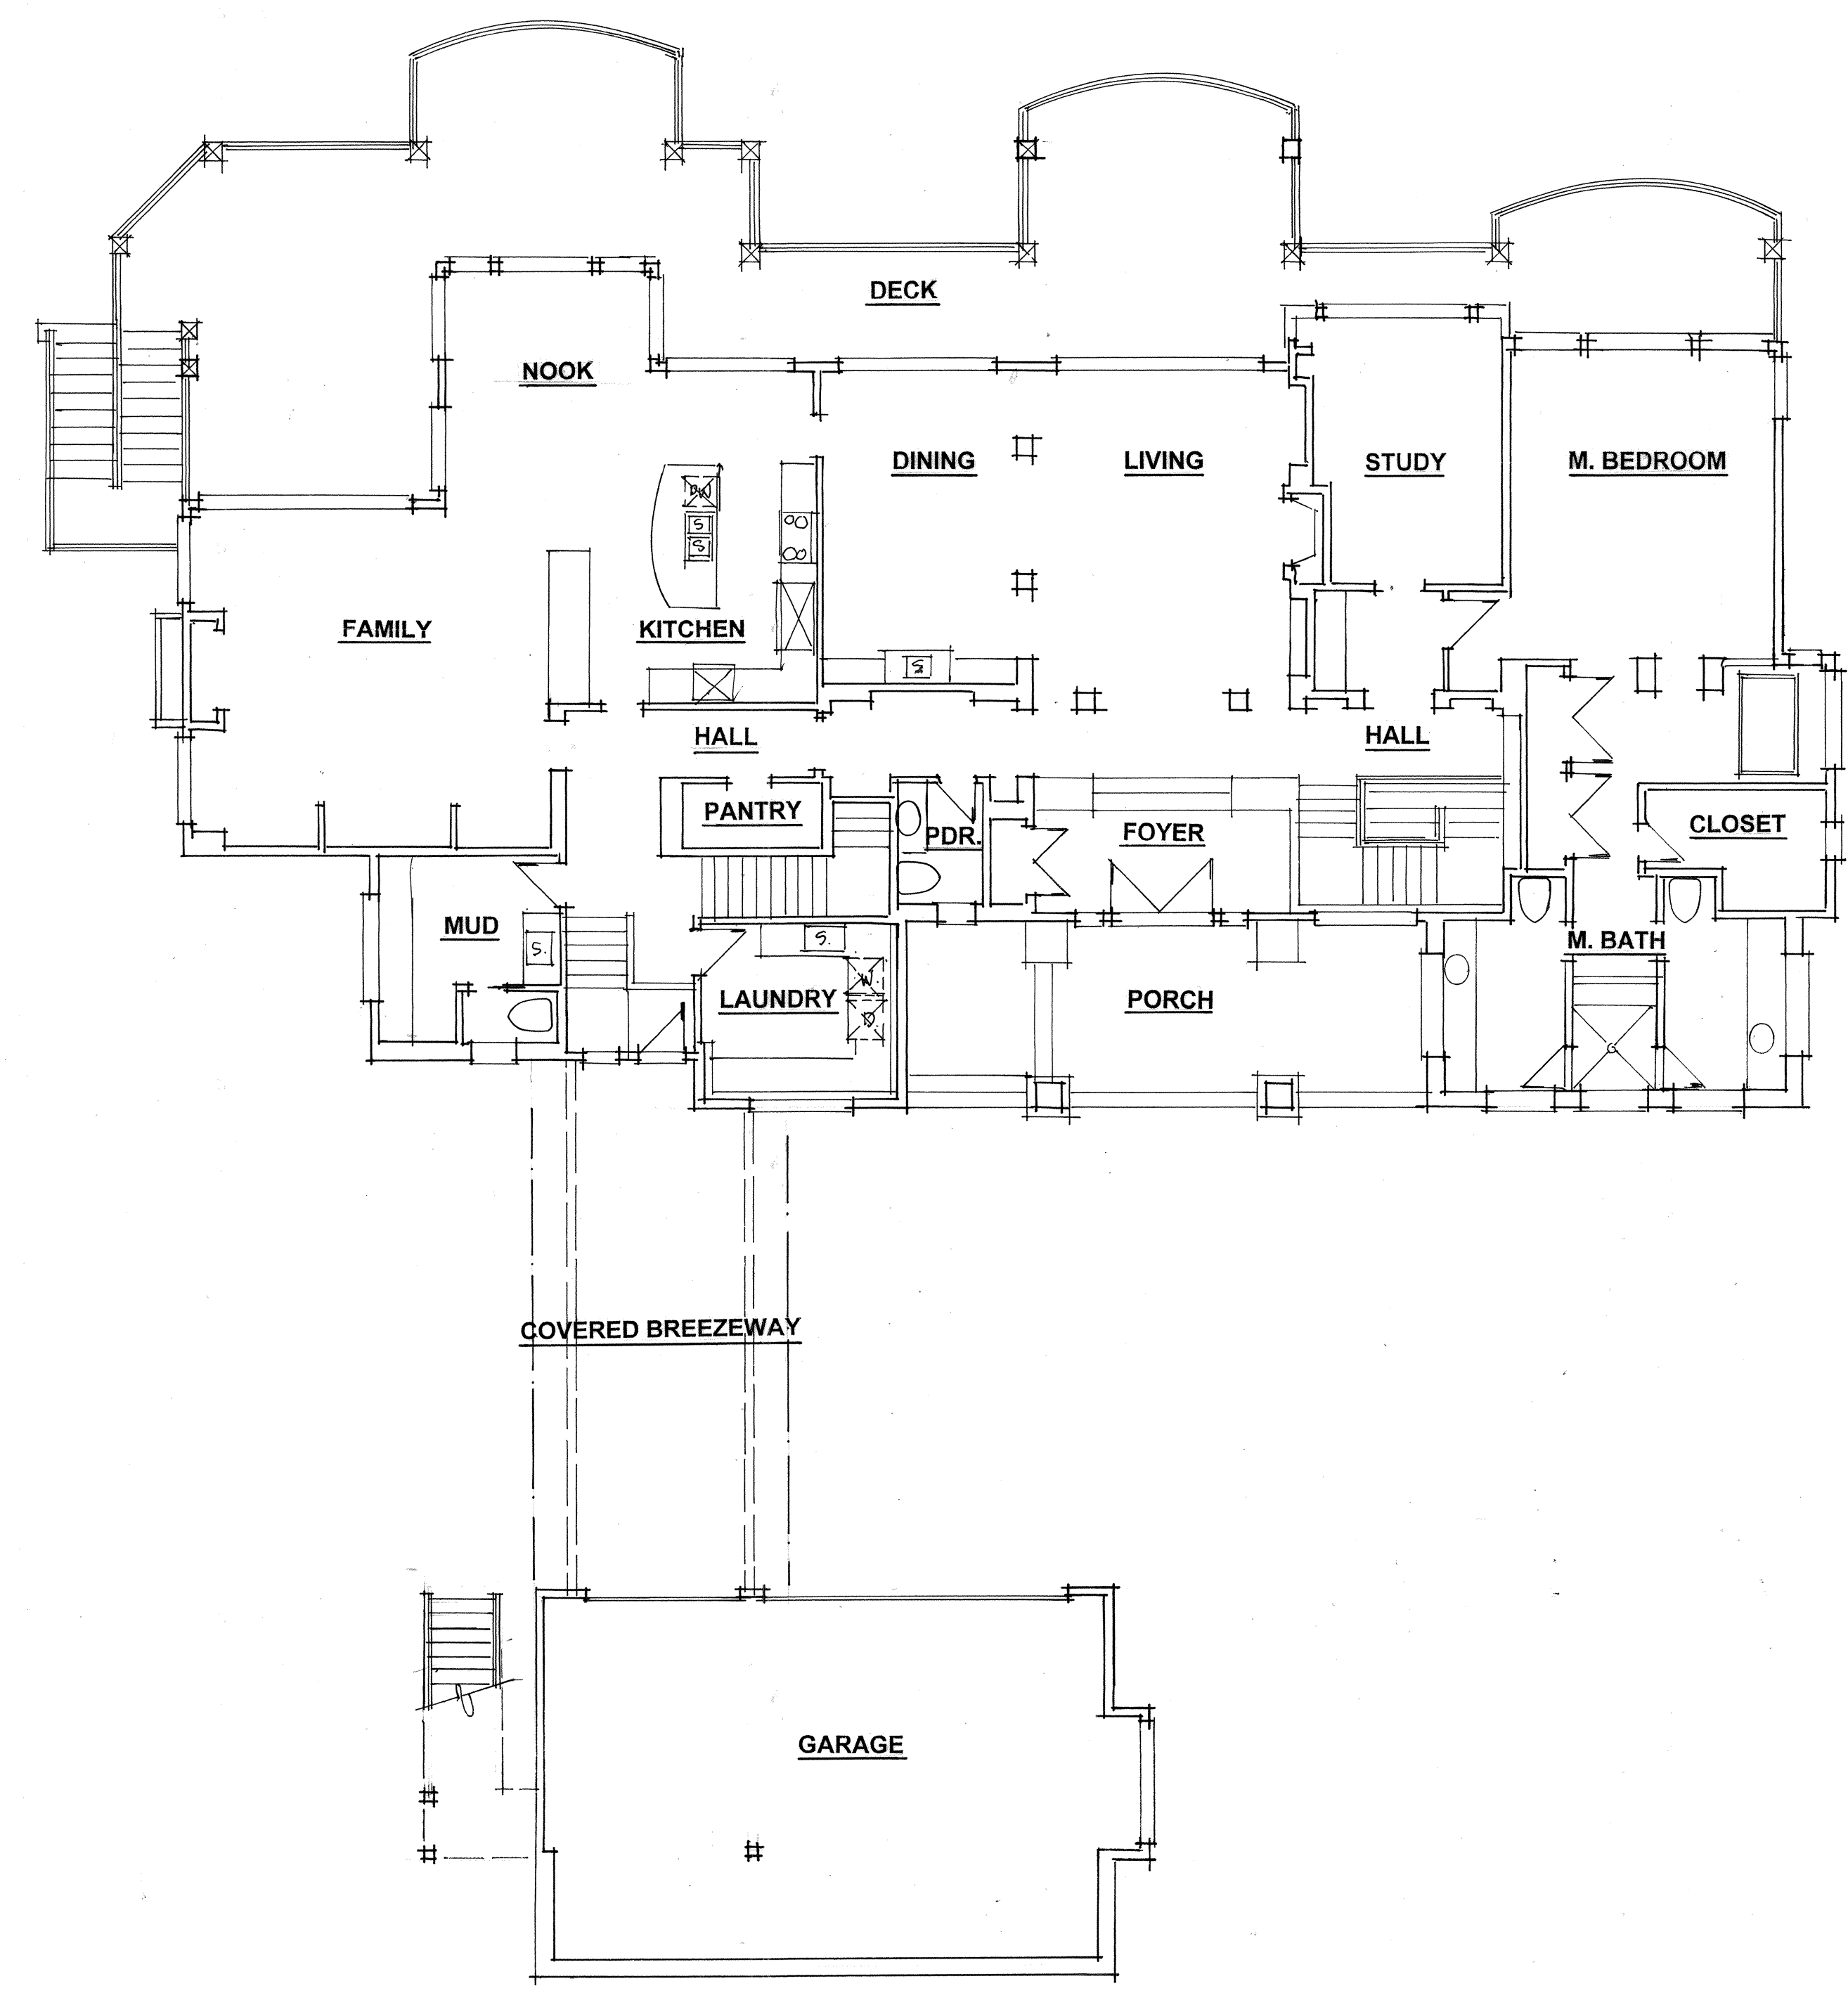 DECK
NOOK
DINING
LIVING
STUDY
M. BEDROOM
DW
S
S
FAMILY
KITCHEN
S
HALL
HALL
PANTRY
PDR.
FOYER
CLOSET
MUD
S.
S.
M. BATH
W
LAUNDRY
D
PORCH
COVERED BREEZEWAY
GARAGE